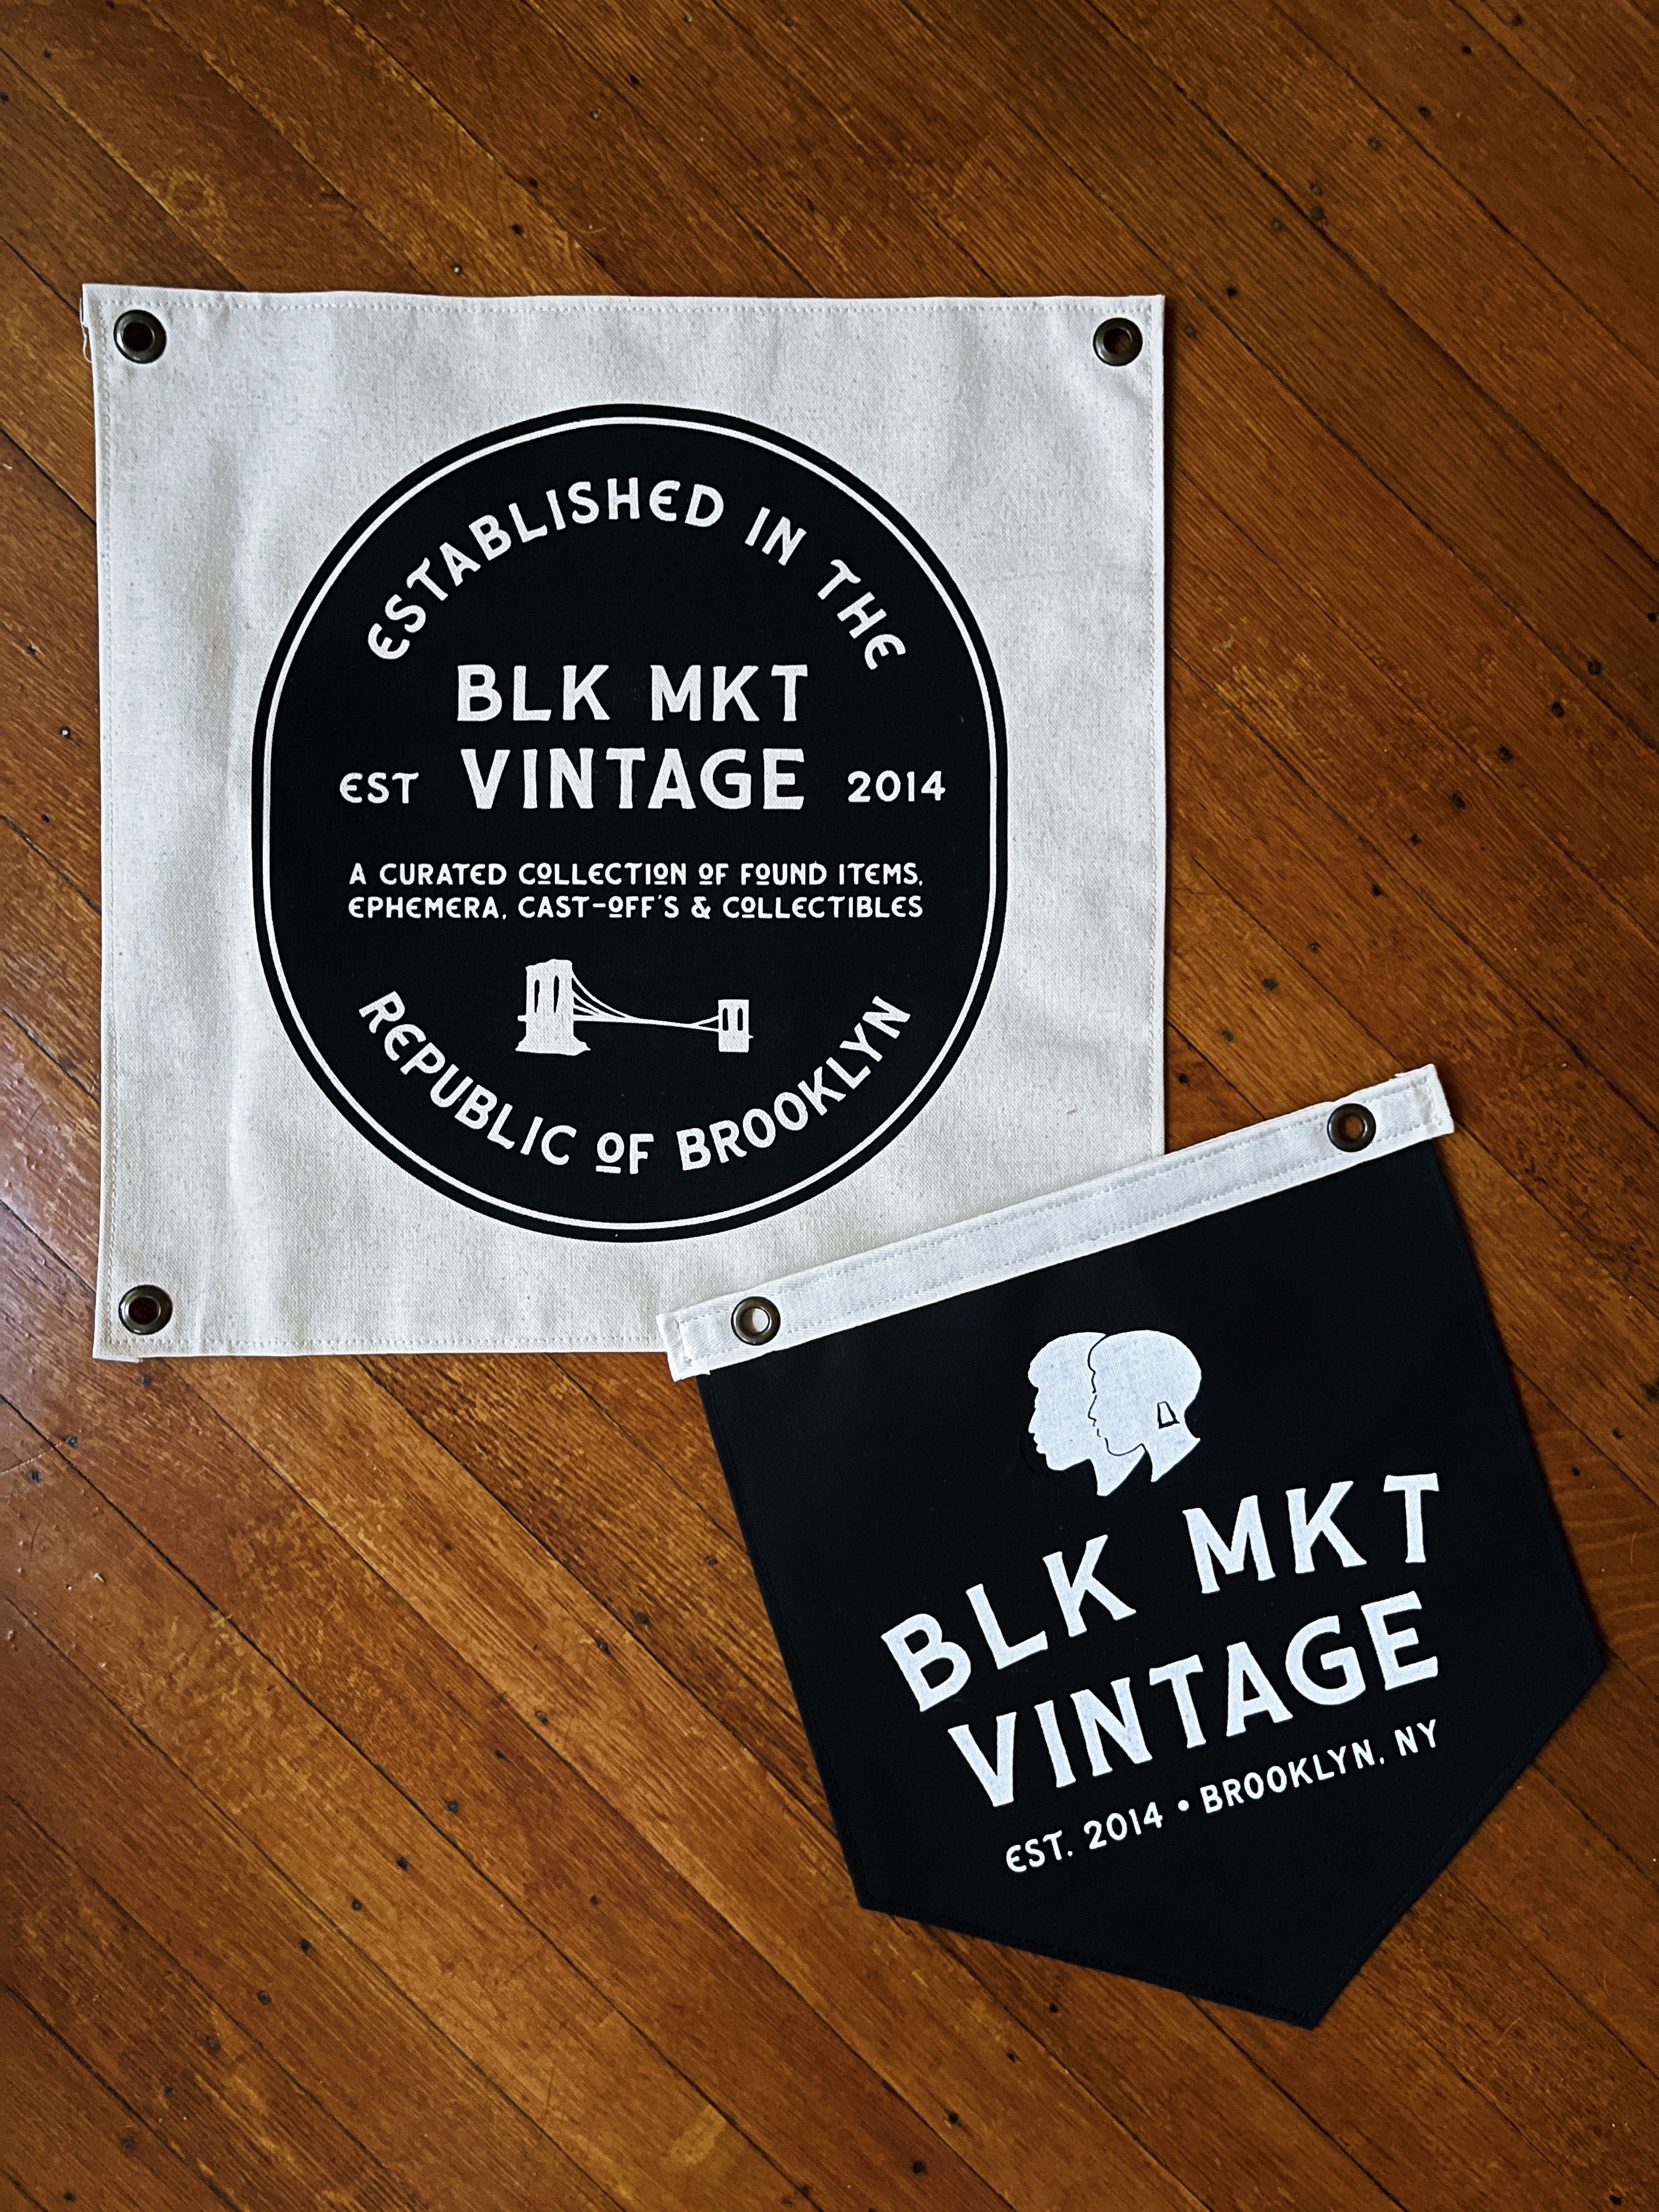 ESTABLISHED IN THE
BLK MKT
EST VINTAGE 2014
A CURATED COLLECTION OF FOUND ITEMS,
EPHEMERA, CAST-OFF'S & COLLECTIBLES
REPUBLIC OF BROOKLYN
BLK MKT
VINTAGE
EST. 2014 • BROOKLYN, NY